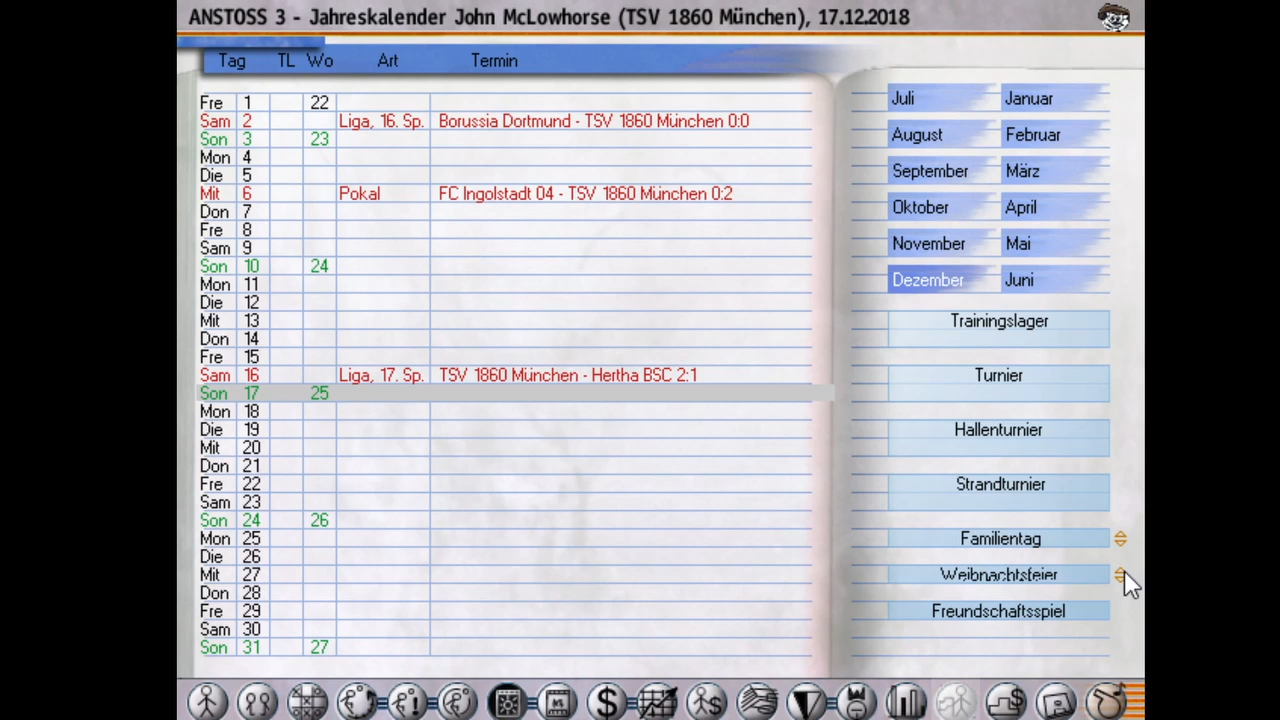 ANSTOSS 3 - Jahreskalender John McLowhorse (TSV 1860 München), 17.12.2018
Tag TL Wo Art Termin
Fre 1 22
Sam 2 Liga, 16. Sp. Borussia Dortmund - TSV 1860 München 0:0
Son 3 23
Mon 4
Die 5
Mit 6 Pokal FC Ingolstadt 04 - TSV 1860 München 0:2
Don 7
Fre 8
Sam 9
Son 10 24
Mon 11
Die 12
Mit 13
Don 14
Fre 15
Sam 16 Liga, 17. Sp. TSV 1860 München - Hertha BSC 2:1
Son 17 25
Mon 18
Die 19
Mit 20
Don 21
Fre 22
Sam 23
Son 24 26
Mon 25
Die 26
Mit 27
Don 28
Fre 29
Sam 30
Son 31 27
Juli Januar
August Februar
September März
Oktober April
November Mai
Dezember Juni
Trainingslager
Turnier
Hallenturnier
Strandturnier
Familientag
Weihnachtsfeier
Freundschaftsspiel